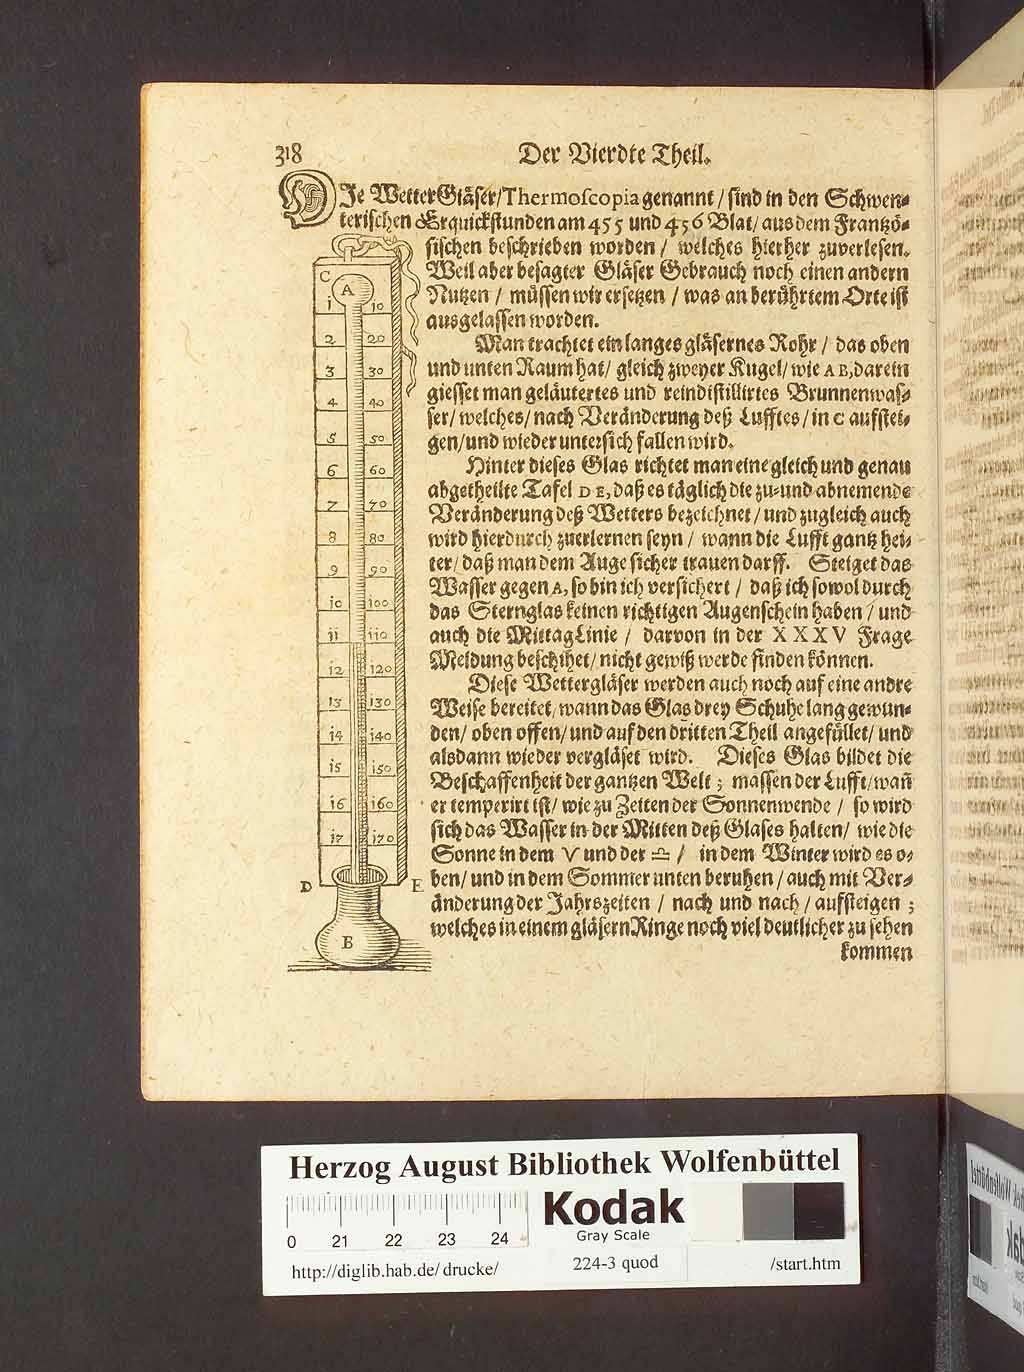 318 Der Vierdte Theil.
DJe WetterGläser/Thermoscopia genannt / sind in den Schwen-
terischen Erquickstunden am 455 und 456 Blat/ aus dem Frantzö-
sischen beschrieben worden / welches hierher zuverlesen.
Weil aber besagter Gläser Gebrauch noch einen andern
Nutzen / müssen wir ersetzen / was an berührtem Orte ist
ausgelassen worden.
Man trachtet ein langes gläsernes Rohr / das oben
und unten Raum hat/ gleich zweyer Kugel/ wie A B, darein
giesset man geläutertes und reindistillirtes Brunnenwas-
ser/ welches/ nach Veränderung deß Lufftes/ in C aufstei-
gen/ und wieder untersich fallen wird.
Hinter dieses Glas richtet man eine gleich und genau
abgetheilte Tafel D E, daß es täglich die zu-und abnemende
Veränderung deß Wetters bezeichnet/ und zugleich auch
wird hierdurch zuerlernen seyn / wann die Lufft gantz hei-
ter/ daß man dem Auge sicher trauen darff. Steiget das
Wasser gegen A, so bin ich versichert / daß ich sowol durch
das Sternglas keinen richtigen Augenschein haben / und
auch die MittagLinie / darvon in der XXXV Frage
Meldung beschihet/ nicht gewiß werde finden können.
Diese Wettergläser werden auch noch auf eine andre
Weise bereitet, wann das Glas drey Schuhe lang gewun-
den/ oben offen/ und auf den dritten Theil angefüllet/ und
alsdann wieder vergläset wird. Dieses Glas bildet die
Beschaffenheit der gantzen Welt ; massen der Lufft/ wañ
er temperirt ist/ wie zu Zeiten der Sonnenwende / so wird
sich das Wasser in der Mitten deß Glases halten/ wie die
Sonne in dem ♈ und der ♎ / in dem Winter wird es o-
ben/ und in dem Sommer unten beruhen / auch mit Ver-
änderung der Jahrszeiten / nach und nach / aufsteigen ;
welches in einem gläsern Ringe noch viel deutlicher zu sehen
kommen
C
A
1 10
2 20
3 30
4 40
5 50
6 60
7 70
8 80
9 90
10 100
11 110
12 120
13 130
14 140
15 150
16 160
17 170
D E
B
Herzog August Bibliothek Wolfenbüttel
0 21 22 23 24
Kodak
Gray Scale
http://diglib.hab.de/ drucke/ 224-3 quod /start.htm